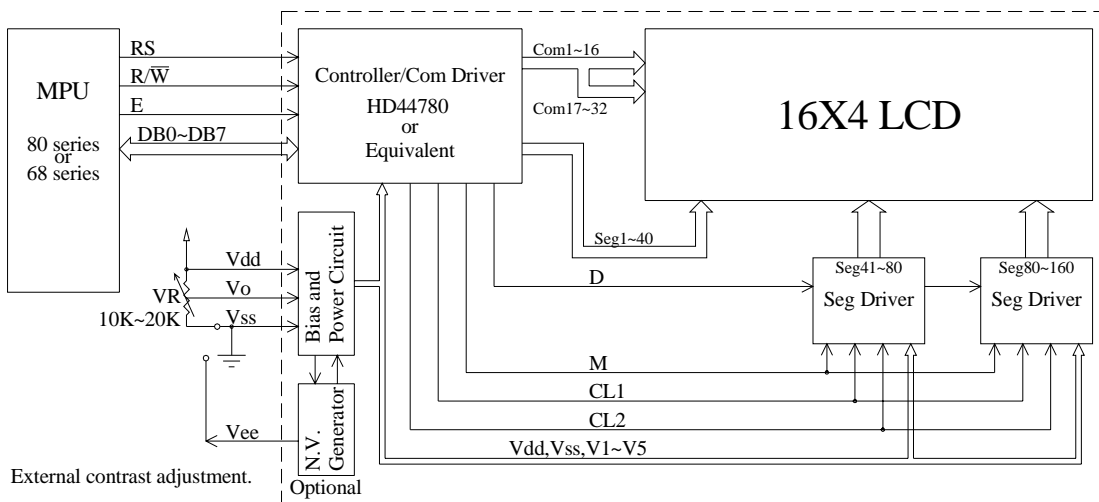 MPU
80 series
or
68 series
RS
R/W̅
E
DB0~DB7
Controller/Com Driver
HD44780
or
Equivalent
Com1~16
Com17~32
16X4 LCD
Seg1~40
Vdd
VR
Vo
10K~20K
Vss
Bias and
Power Circuit
D
Seg41~80
Seg Driver
Seg80~160
Seg Driver
M
CL1
CL2
Vdd,Vss,V1~V5
Vee
N.V.
Generator
External contrast adjustment.
Optional